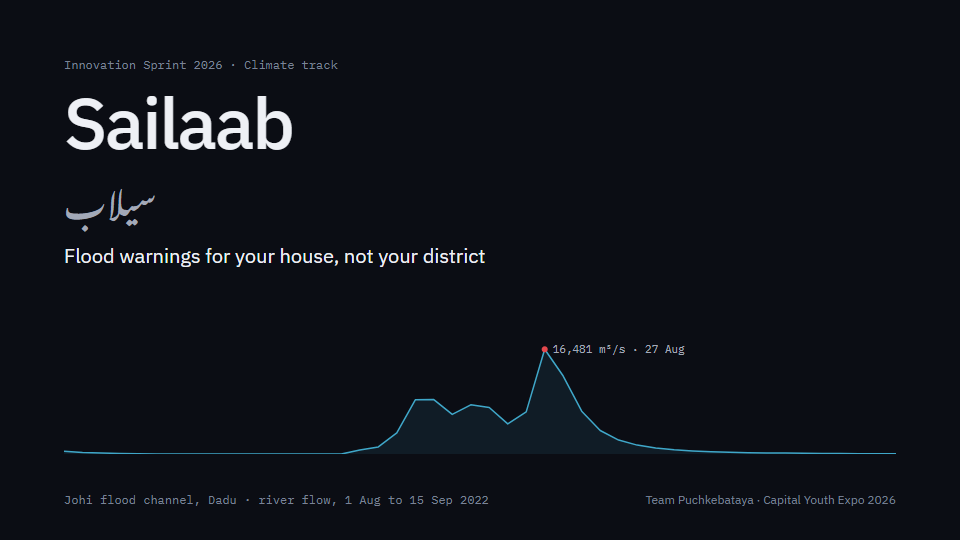 Innovation Sprint 2026 · Climate track
Sailaab
سیلاب
Flood warnings for your house, not your district
16,481 m³/s · 27 Aug
Johi flood channel, Dadu · river flow, 1 Aug to 15 Sep 2022
Team Puchkebataya · Capital Youth Expo 2026